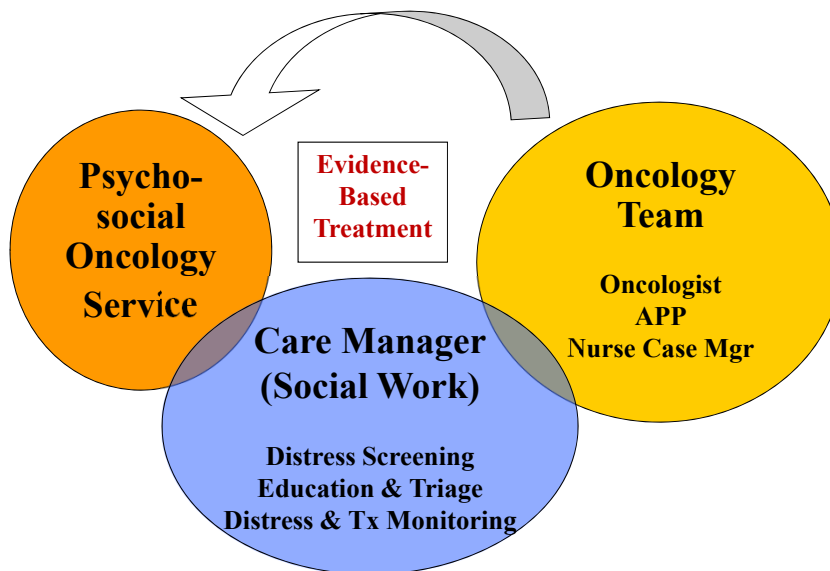 Psycho-
social
Oncology
Service
Evidence-
Based
Treatment
Oncology
Team
Oncologist
APP
Nurse Case Mgr
Care Manager
(Social Work)
Distress Screening
Education & Triage
Distress & Tx Monitoring